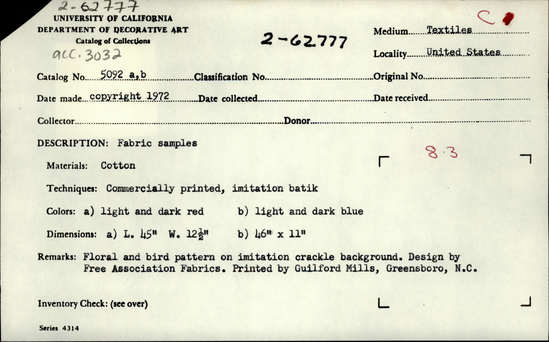 2-62777
UNIVERSITY OF CALIFORNIA
DEPARTMENT OF DECORATIVE ART
Catalog of Collections
acc. 3032
2-62777
C
Medium Textiles
Locality United States
Catalog No. 5092 a,b Classification No. Original No.
Date made copyright 1972 Date collected Date received
Collector Donor
DESCRIPTION: Fabric samples
8.3
Materials: Cotton
Techniques: Commercially printed, imitation batik
Colors: a) light and dark red b) light and dark blue
Dimensions: a) L. 45" W. 12½" b) 46" x 11"
Remarks: Floral and bird pattern on imitation crackle background. Design by
Free Association Fabrics. Printed by Guilford Mills, Greensboro, N.C.
Inventory Check: (see over)
Series 4314